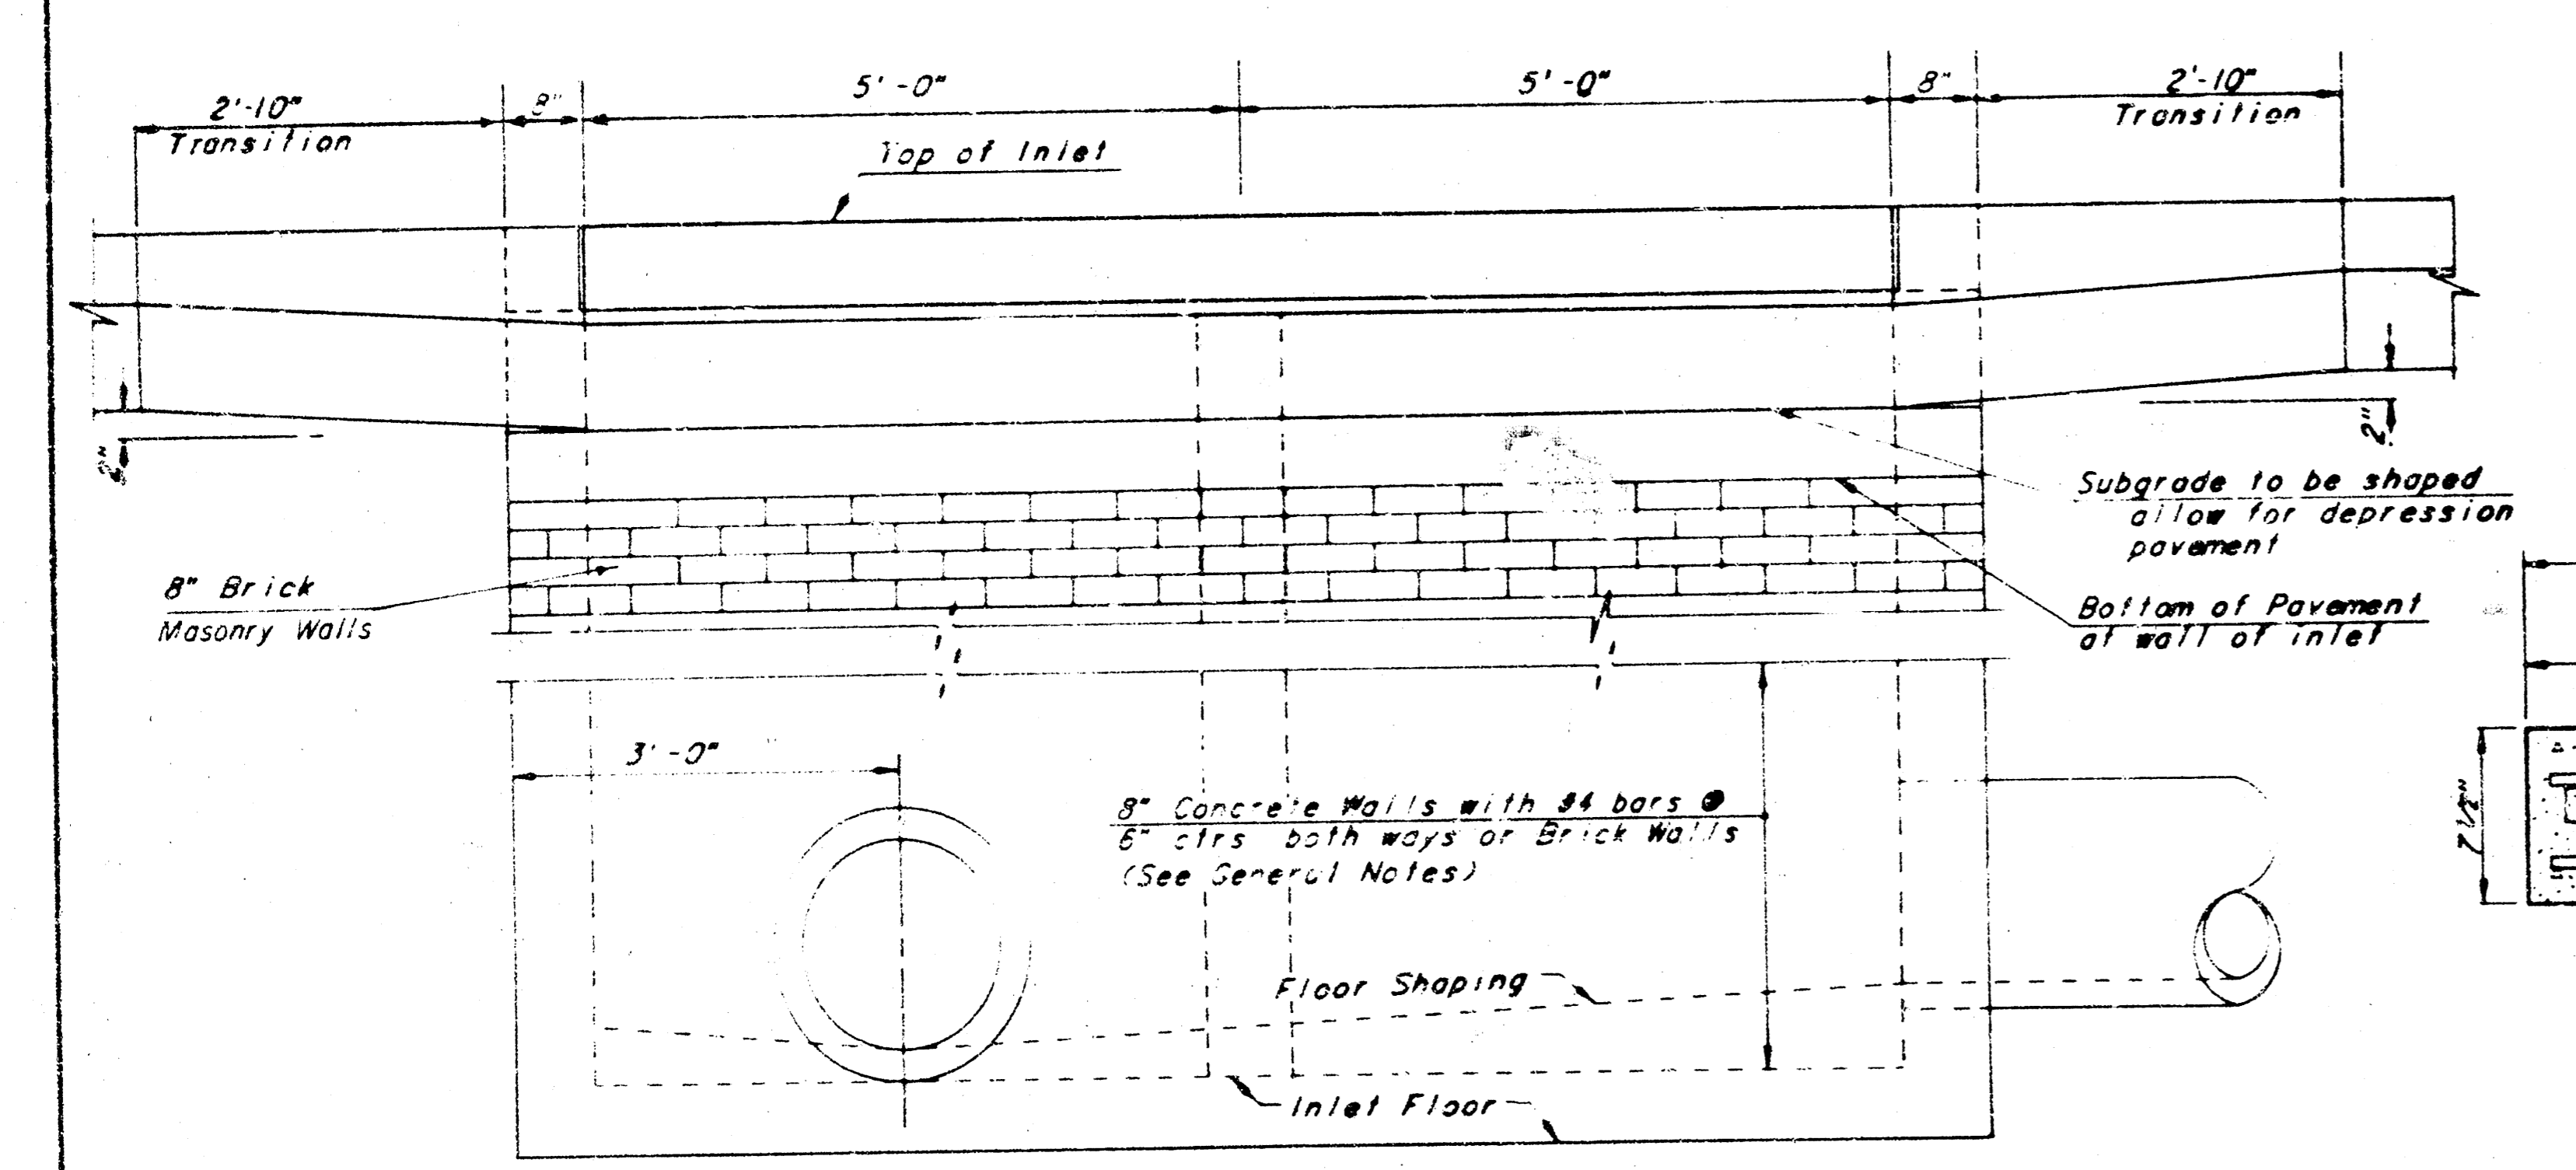 2'-10" 8" 5'-0" 5'-0" 8" 2'-10"
Transition Transition
Top of Inlet
2" 2"
Subgrade to be shaped
allow for depression
pavement
8" Brick
Masonry Walls
Bottom of Pavement
at wall of inlet
3'-0"
8" Concrete Walls with #4 bars @
6" ctrs both ways or Brick Walls
(See General Notes)
7½"
Floor Shaping
Inlet Floor